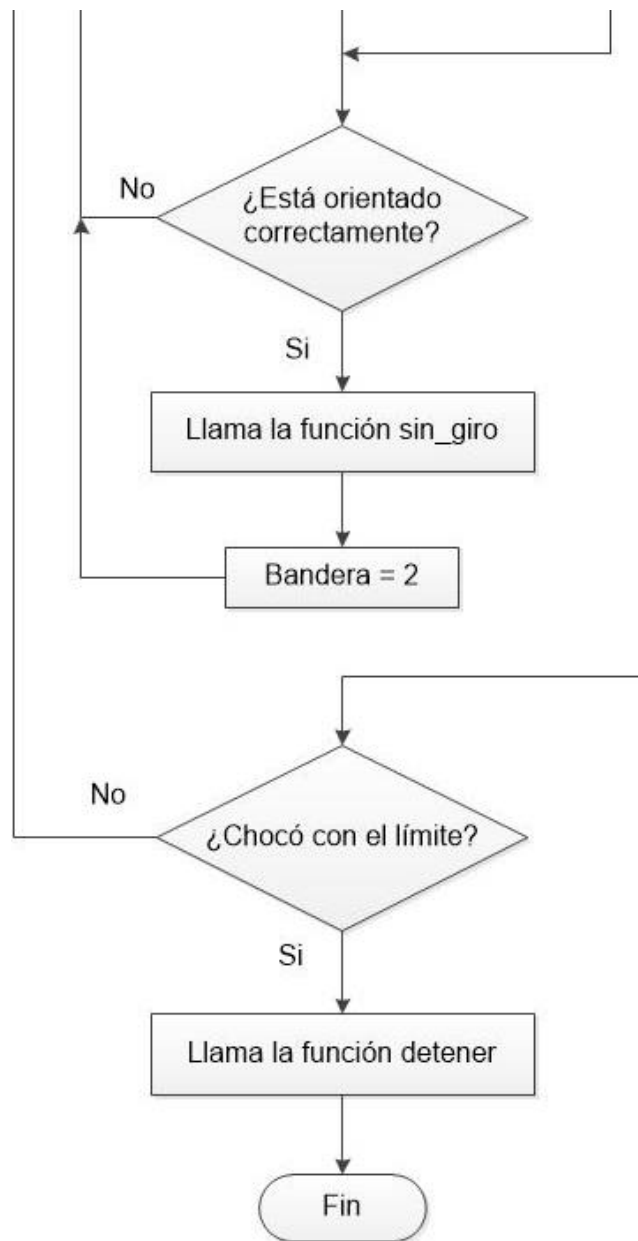 No
¿Está orientado
correctamente?
Si
Llama la función sin_giro
Bandera = 2
No
¿Chocó con el límite?
Si
Llama la función detener
Fin